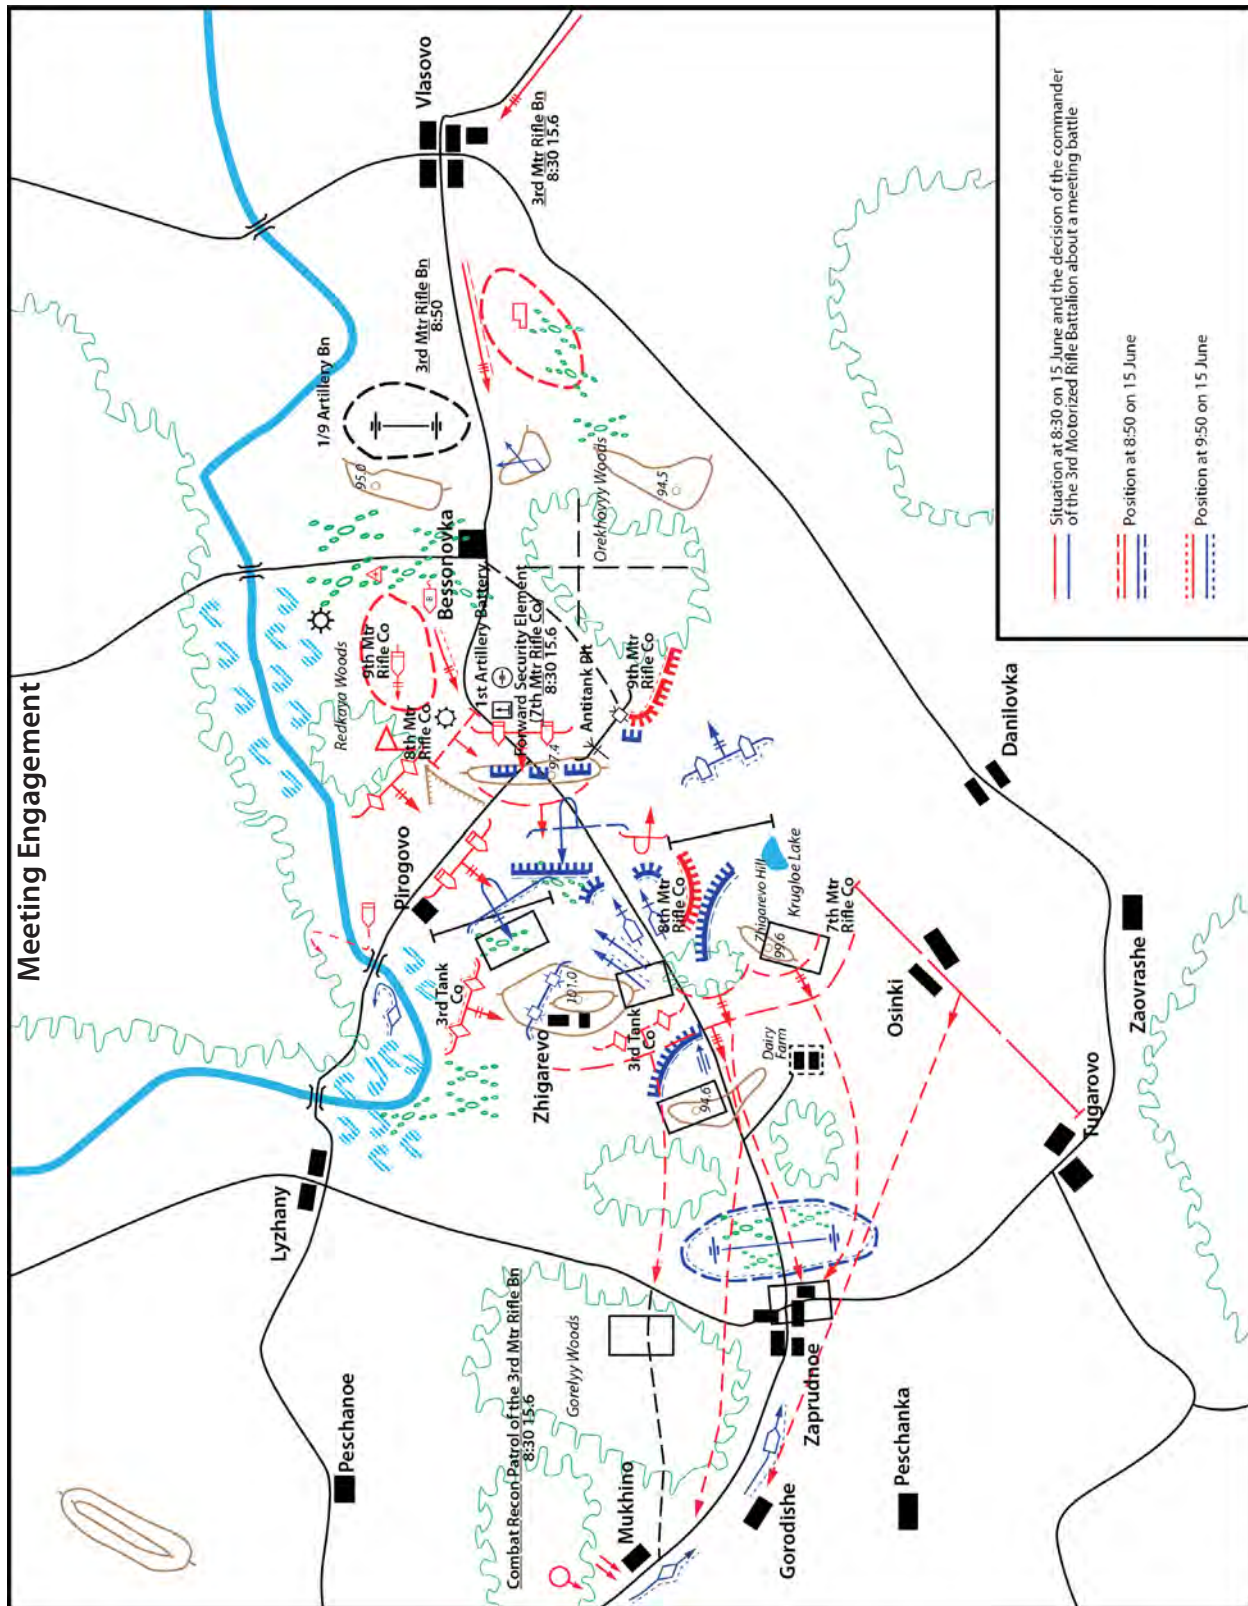 Meeting Engagement
Vlasovo
3rd Mtr Rifle Bn
8:30 15.6
3rd Mtr Rifle Bn
8:50
1/9 Artillery Bn
95.0
Orekhovyy Woods
94.5
Bessonovka
Redkaya Woods
9th Mtr
Rifle Co
8
8th Mtr
Rifle Co
1st Artillery Battery
Forward Security Element
(7th Mtr Rifle Co)
8:30 15.6
97.4
Antitank Pit
9th Mtr
Rifle Co
Pirogovo
3rd Tank
Co
Zhigarevo
101.0
3rd Tank
Co
8th Mtr
Rifle Co
Zhigarevo Hill
Krugloe Lake
99.6
7th Mtr
Rifle Co
Danilovka
Zaovrashe
Osinki
Tugarovo
Dairy
Farm
94.6
Lyzhany
Peschanoe
Combat Recon Patrol of the 3rd Mtr Rifle Bn
8:30 15.6
Gorelyy Woods
Mukhino
Zaprudnoe
Gorodishe
Peschanka
Situation at 8:30 on 15 June and the decision of the commander
of the 3rd Motorized Rifle Battalion about a meeting battle
Position at 8:50 on 15 June
Position at 9:50 on 15 June